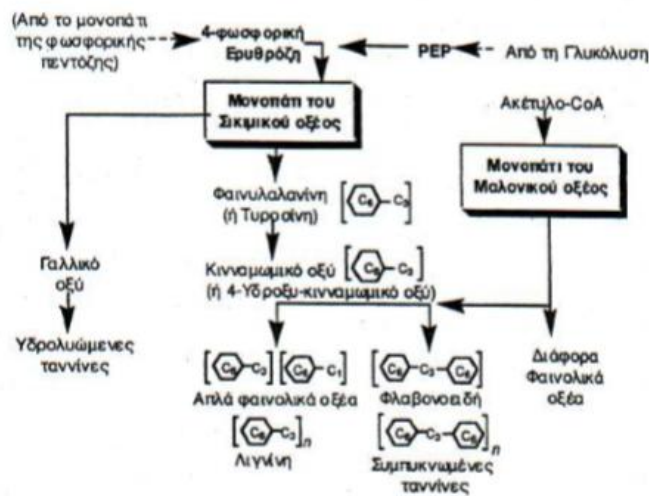 (Από το μονοπάτι
της φωσφορικής
πεντόζης)
4-φωσφορική
Ερυθρόζη
PEP
Από τη Γλυκόλυση
Μονοπάτι του
Σικιμικού οξέος
Ακέτυλο-CoA
Μονοπάτι του
Μαλονικού οξέος
Φαινυλαλανίνη
(ή Τυροσίνη)
C6 C3
Γαλλικό
οξύ
Κινναμωμικό οξύ
C6 C3
(ή 4-Υδροξυ-κινναμωμικό οξύ)
Υδρολυώμενες
ταννίνες
C6 C3 C6 C1
Απλά φαινολικά οξέα
C6 C3 n
Λιγνίνη
C6 C3 C6
Φλαβονοειδή
C6 C3 C6 n
Συμπυκνωμένες
ταννίνες
Διάφορα
Φαινολικά
οξέα